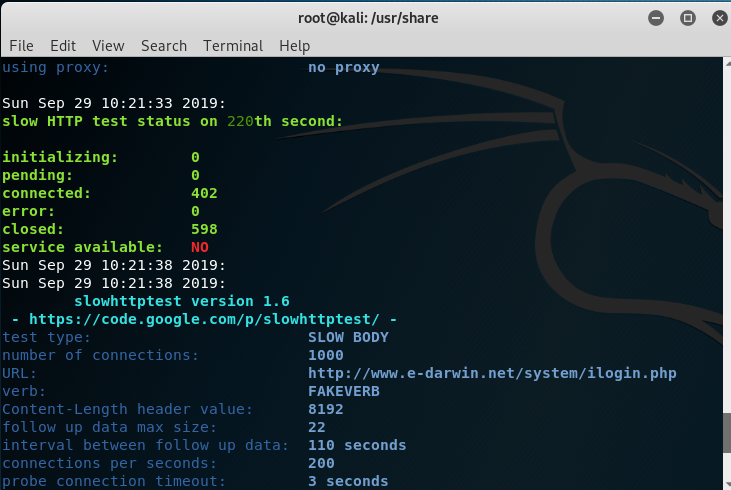 root@kali: /usr/share
File Edit View Search Terminal Help
using proxy: no proxy
Sun Sep 29 10:21:33 2019:
slow HTTP test status on 220th second:
initializing: 0
pending: 0
connected: 402
error: 0
closed: 598
service available: NO
Sun Sep 29 10:21:38 2019:
Sun Sep 29 10:21:38 2019:
slowhttptest version 1.6
- https://code.google.com/p/slowhttptest/ -
test type: SLOW BODY
number of connections: 1000
URL: http://www.e-darwin.net/system/ilogin.php
verb: FAKEVERB
Content-Length header value: 8192
follow up data max size: 22
interval between follow up data: 110 seconds
connections per seconds: 200
probe connection timeout: 3 seconds